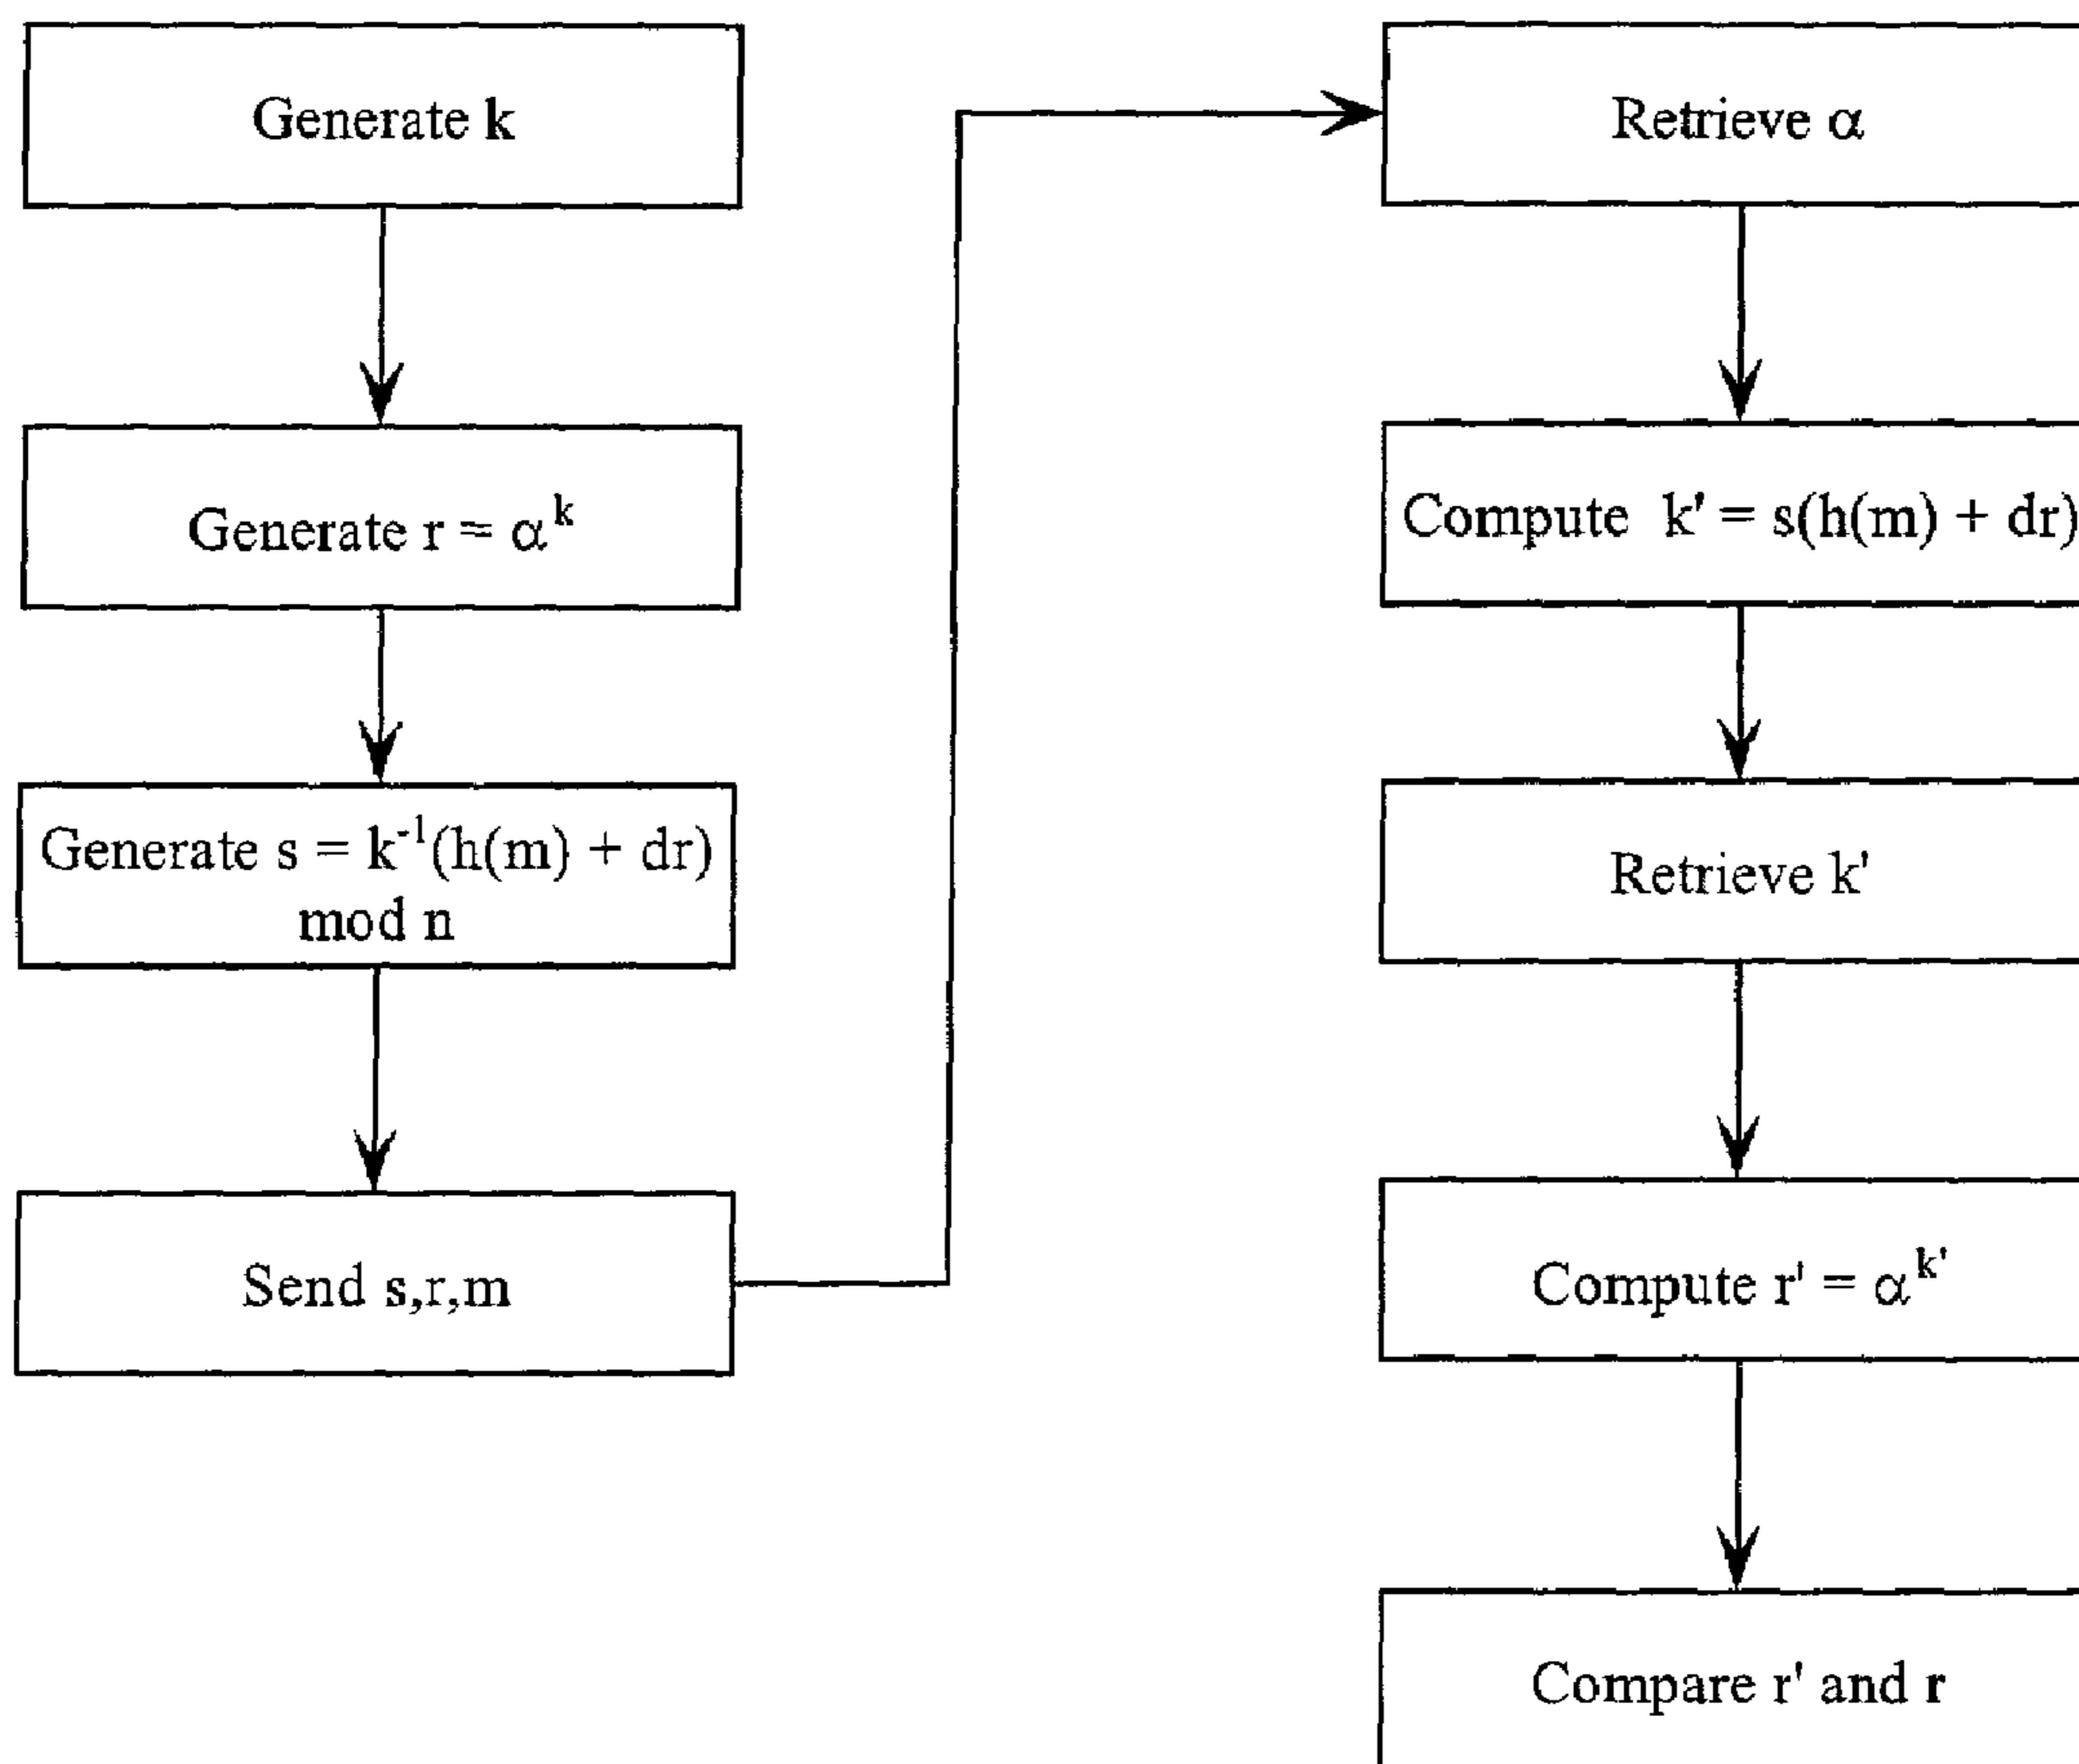 Generate k
Generate r = α^k
Generate s = k^-1(h(m) + dr)
mod n
Send s,r,m
Retrieve α
Compute k' = s(h(m) + dr)
Retrieve k'
Compute r' = α^k'
Compare r' and r